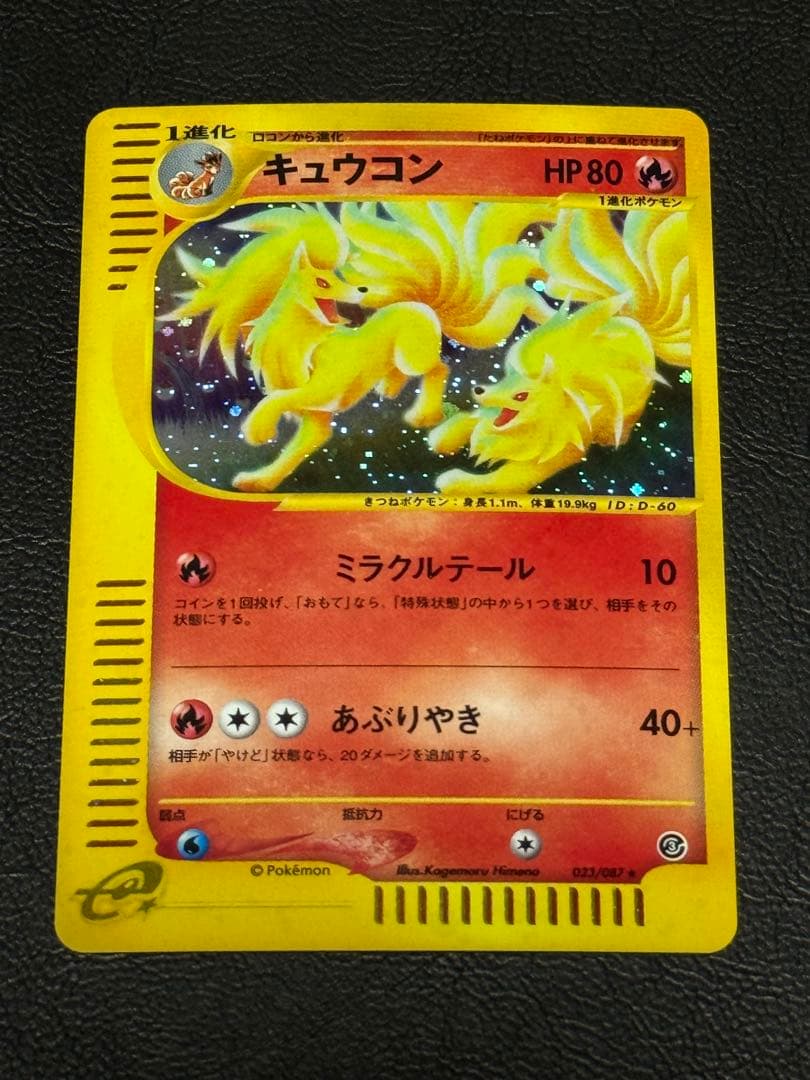 1進化 ロコンから進化 「たねポケモン」の上に重ねて進化させます
キュウコン HP80
1進化ポケモン
きつねポケモン：身長1.1m、体重19.9kg ID：D-60
ミラクルテール 10
コインを1回投げ、「おもて」なら、「特殊状態」の中から1つを選び、相手をその
状態にする。
あぶりやき 40+
相手が「やけど」状態なら、20ダメージを追加する。
弱点 抵抗力 にげる
3
e
© Pokémon Illus.Kagemaru Himeno 023/087 ★